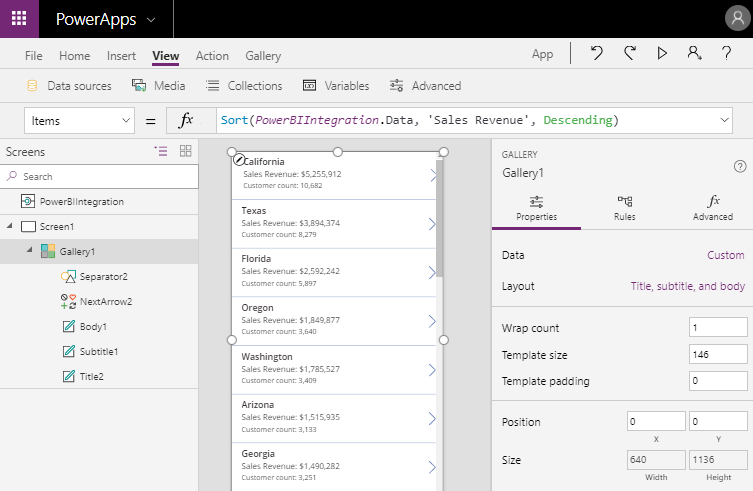 PowerApps
File Home Insert View Action Gallery App
Data sources Media Collections Variables Advanced
Items = fx Sort(PowerBIIntegration.Data, 'Sales Revenue', Descending)
Screens
Search
PowerBIIntegration
Screen1
Gallery1
Separator2
NextArrow2
Body1
Subtitle1
Title2
California
Sales Revenue: $5,255,912
Customer count: 10,682
Texas
Sales Revenue: $3,894,374
Customer count: 8,279
Florida
Sales Revenue: $2,592,242
Customer count: 5,897
Oregon
Sales Revenue: $1,849,877
Customer count: 3,640
Washington
Sales Revenue: $1,785,527
Customer count: 3,409
Arizona
Sales Revenue: $1,515,935
Customer count: 3,133
Georgia
Sales Revenue: $1,490,282
Customer count: 3,251
GALLERY
Gallery1
Properties Rules Advanced
Data Custom
Layout Title, subtitle, and body
Wrap count 1
Template size 146
Template padding 0
Position 0 0
X Y
Size 640 1136
Width Height